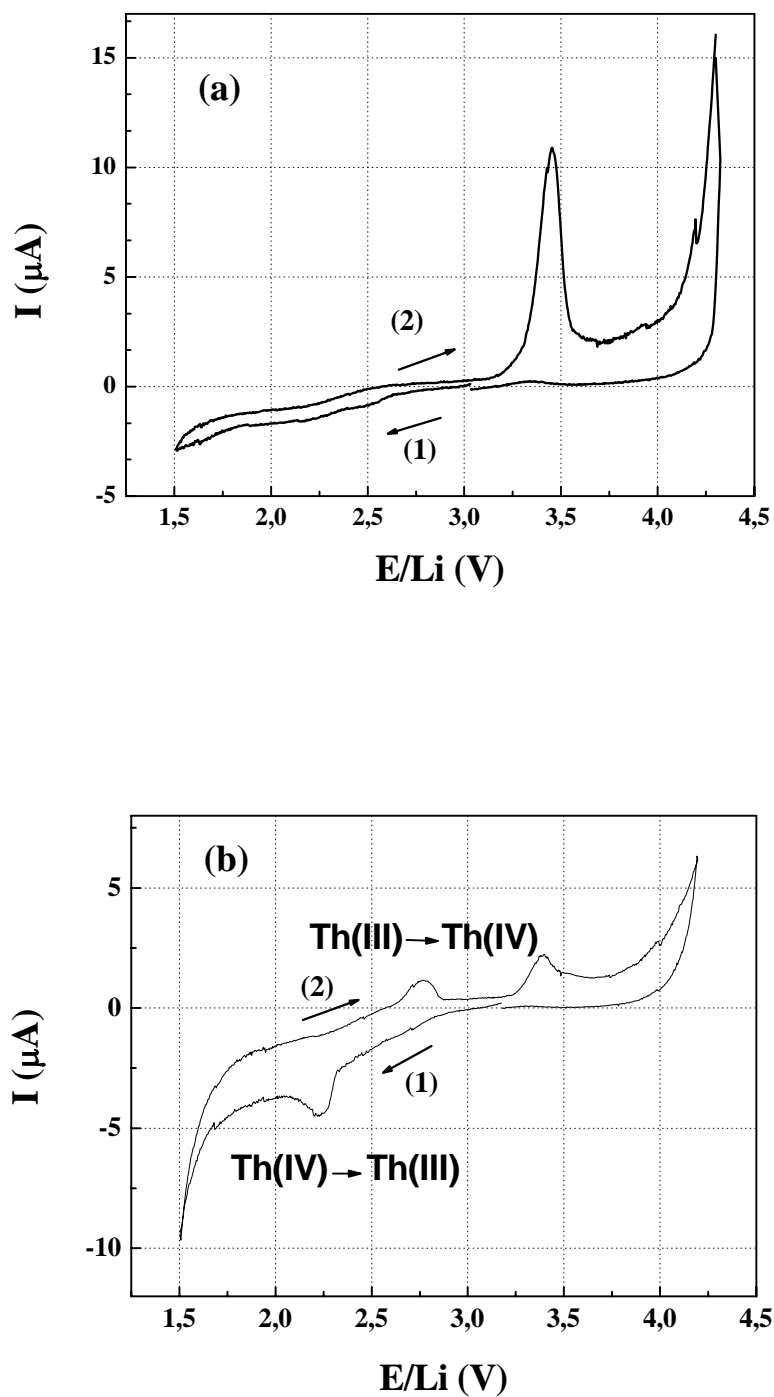 (a)
15
10
5
0
-5
I (µA)
(2)
(1)
1,5 2,0 2,5 3,0 3,5 4,0 4,5
E/Li (V)
(b)
5
0
-5
-10
I (µA)
Th(III) → Th(IV)
(2)
(1)
Th(IV) → Th(III)
1,5 2,0 2,5 3,0 3,5 4,0 4,5
E/Li (V)